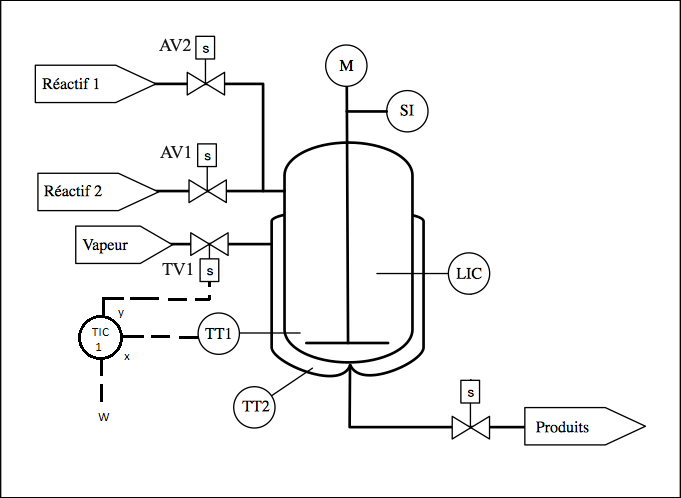 AV2
s
M
Réactif 1
SI
AV1
s
Réactif 2
Vapeur
TV1
s
LIC
y
TIC
1
x
TT1
TT2
W
s
Produits